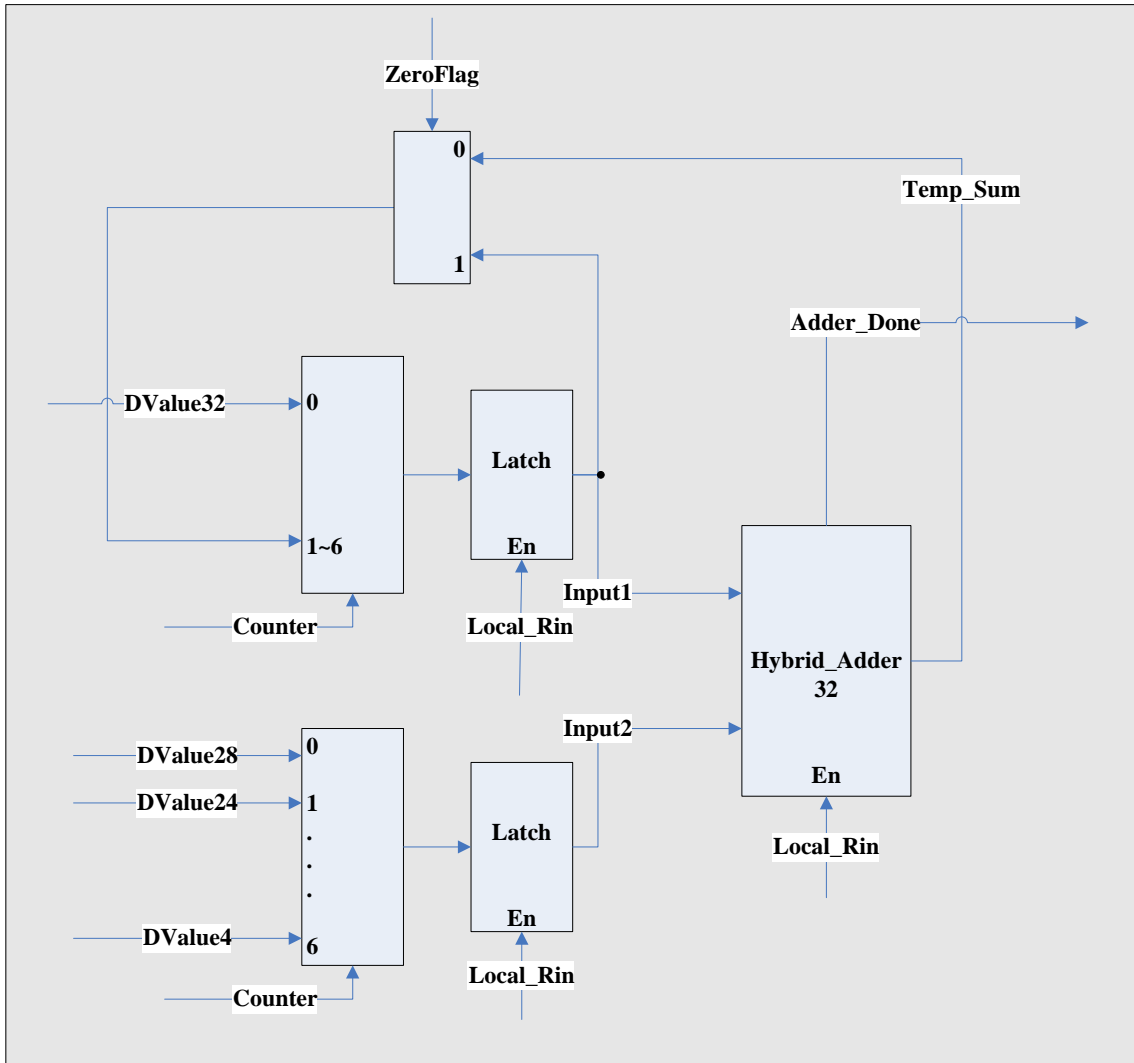 ZeroFlag
0
Temp_Sum
1
Adder_Done
DValue32
0
Latch
1~6
En
Input1
Counter
Local_Rin
Hybrid_Adder
32
Input2
DValue28
0
En
DValue24
1
Latch
.
.
.
Local_Rin
En
DValue4
6
Local_Rin
Counter